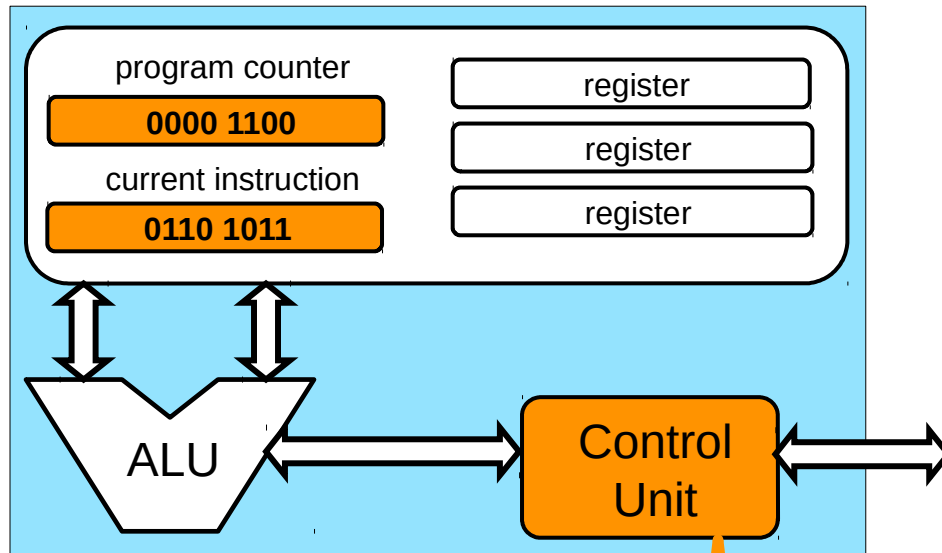 program counter
0000 1100
current instruction
0110 1011
register
register
register
ALU
Control
Unit